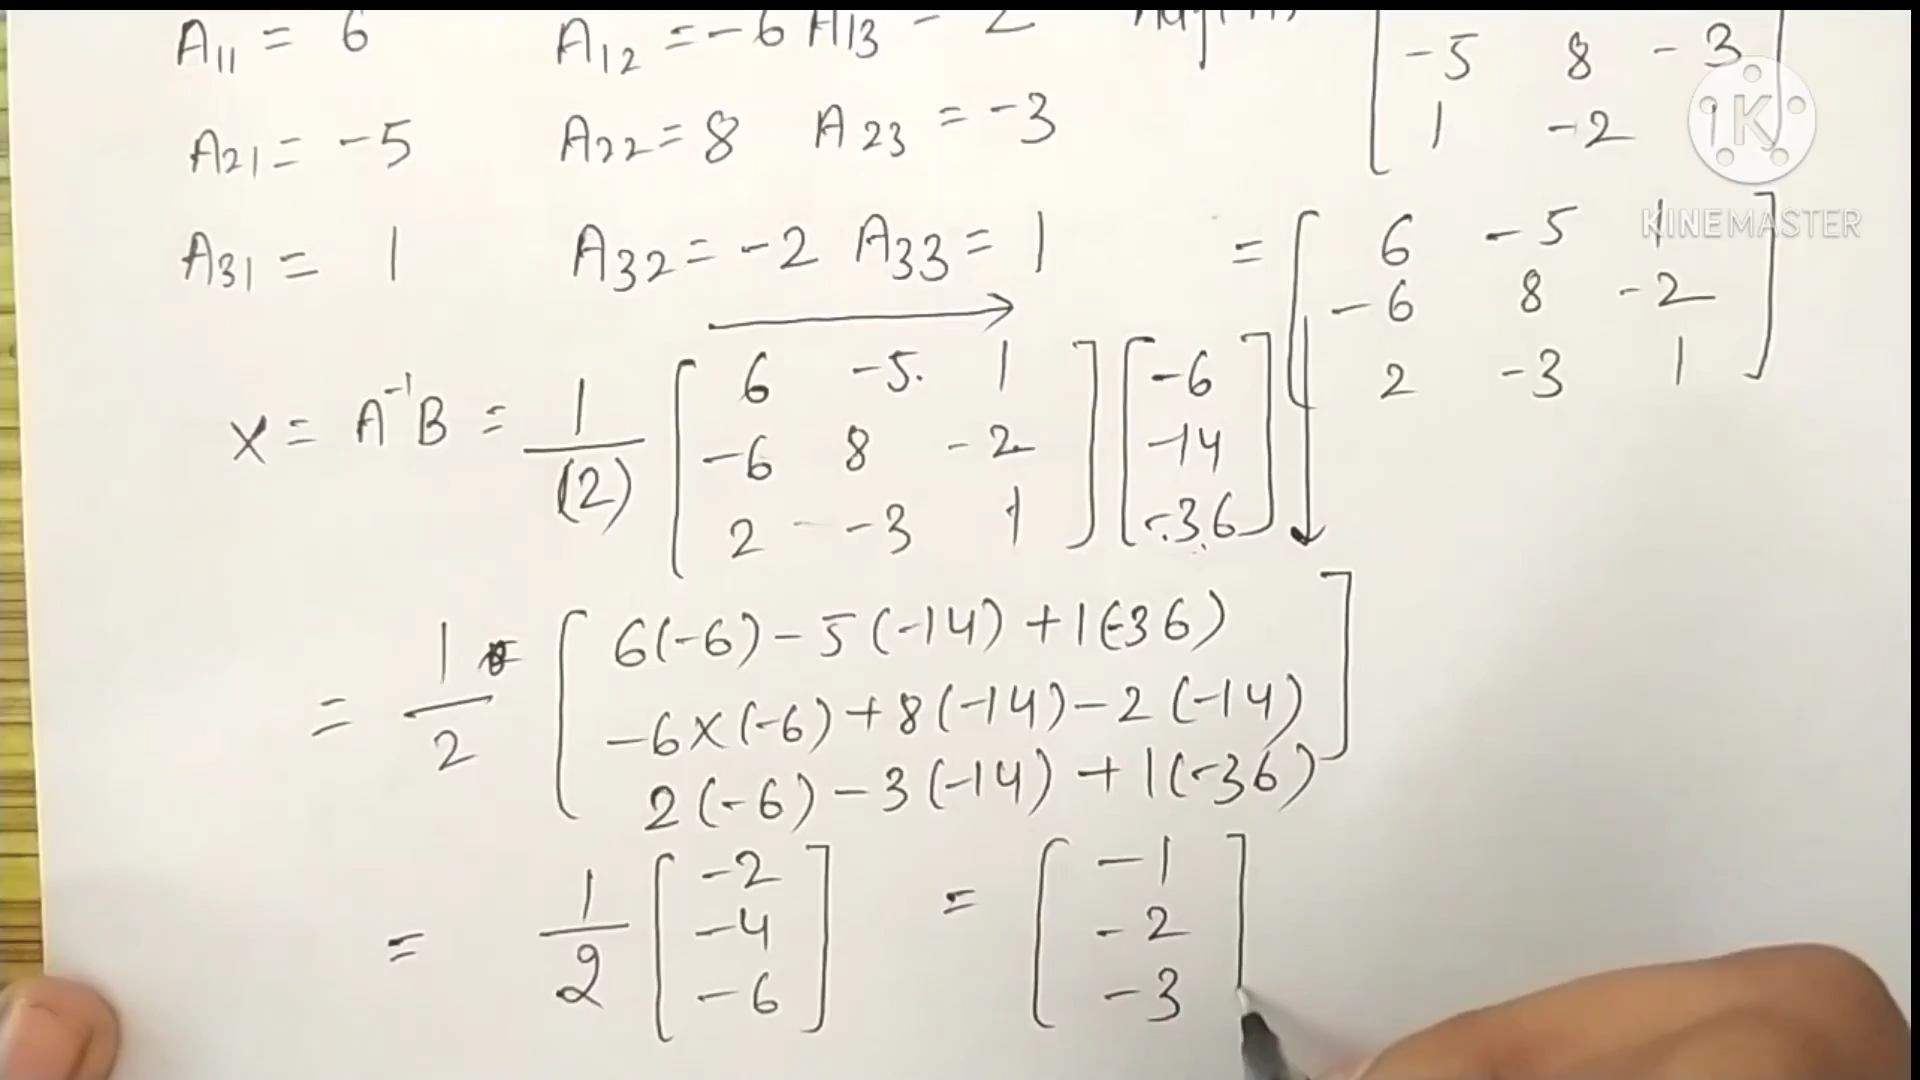 A11 = 6 A12 = -6 A13 - 2
-5 8 -3
A21 = -5 A22 = 8 A23 = -3
1 -2 1
KINEMASTER
A31 = 1 A32 = -2 A33 = 1
= [ 6 -5 1
-6 8 -2
2 -3 1 ]
X = A⁻¹B = 1/(2) [ 6 -5 1
-6 8 -2
2 -3 1 ] [ -6
-14
-36 ]
= 1/2 [ 6(-6) - 5(-14) + 1(-36)
-6×(-6) + 8(-14) - 2(-14)
2(-6) - 3(-14) + 1(-36) ]
= 1/2 [ -2
-4
-6 ] = [ -1
-2
-3 ]